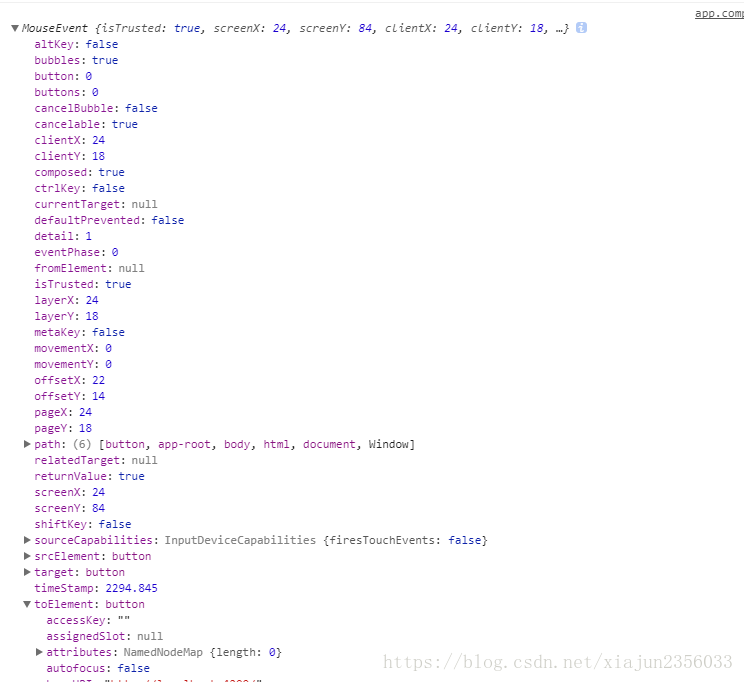 app.comp
▼MouseEvent {isTrusted: true, screenX: 24, screenY: 84, clientX: 24, clientY: 18, …} i
altKey: false
bubbles: true
button: 0
buttons: 0
cancelBubble: false
cancelable: true
clientX: 24
clientY: 18
composed: true
ctrlKey: false
currentTarget: null
defaultPrevented: false
detail: 1
eventPhase: 0
fromElement: null
isTrusted: true
layerX: 24
layerY: 18
metaKey: false
movementX: 0
movementY: 0
offsetX: 22
offsetY: 14
pageX: 24
pageY: 18
▶path: (6) [button, app-root, body, html, document, Window]
relatedTarget: null
returnValue: true
screenX: 24
screenY: 84
shiftKey: false
▶sourceCapabilities: InputDeviceCapabilities {firesTouchEvents: false}
▶srcElement: button
▶target: button
timeStamp: 2294.845
▼toElement: button
accessKey: ""
assignedSlot: null
▶attributes: NamedNodeMap {length: 0}
autofocus: false
https://blog.csdn.net/xiajun2356033